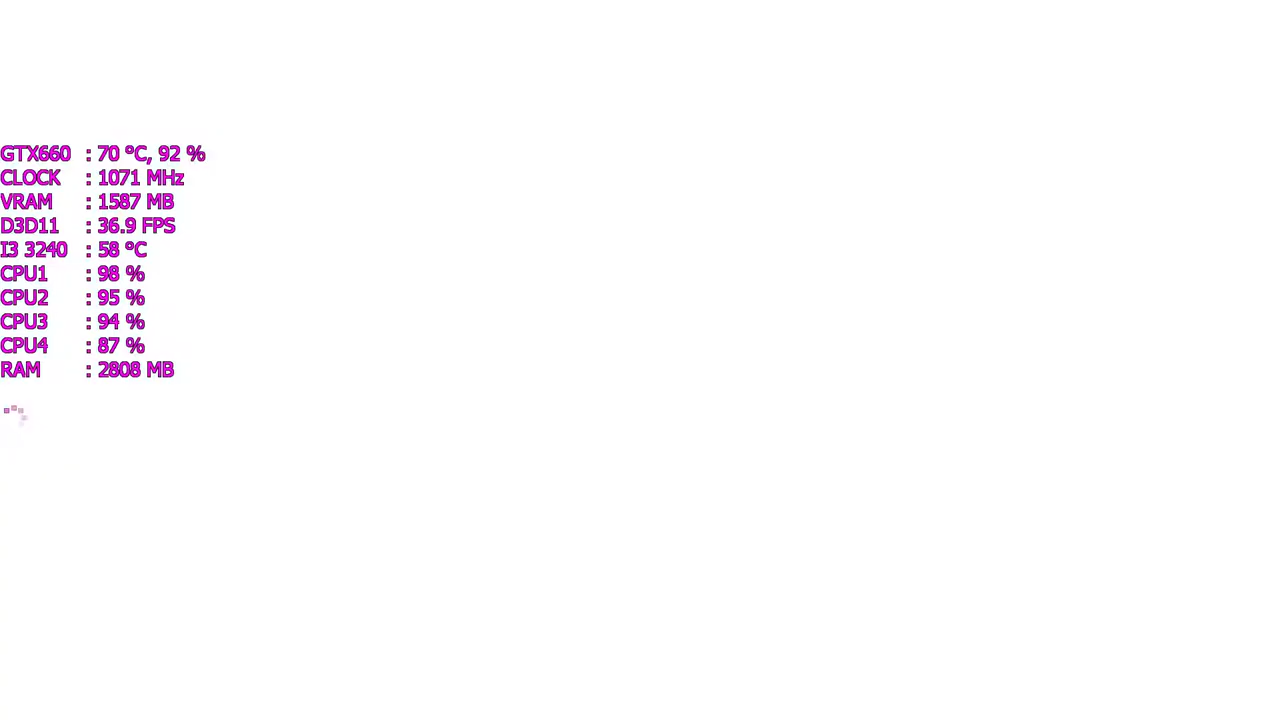 GTX660 : 70 °C, 92 %
CLOCK : 1071 MHz
VRAM : 1587 MB
D3D11 : 36.9 FPS
I3 3240 : 58 °C
CPU1 : 98 %
CPU2 : 95 %
CPU3 : 94 %
CPU4 : 87 %
RAM : 2808 MB